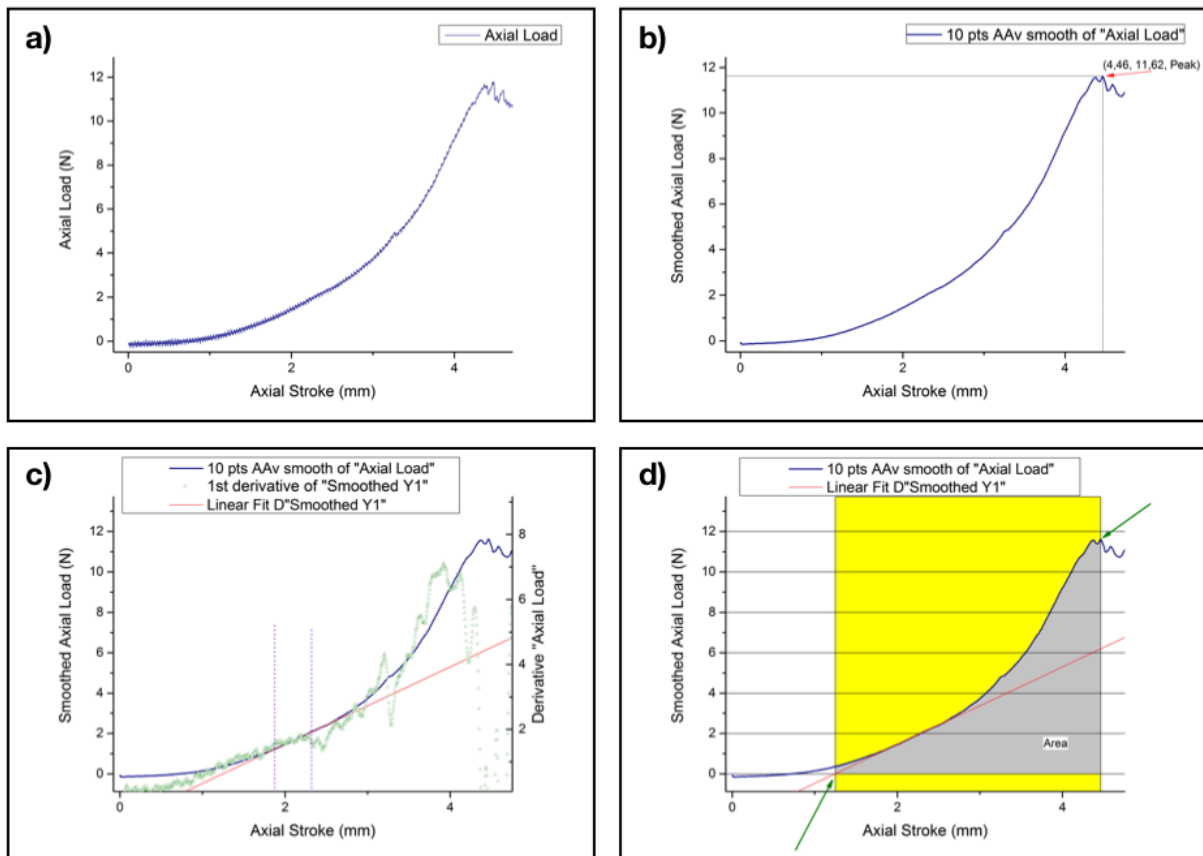 a)
Axial Load
12
10
8
6
4
2
0
Axial Load (N)
0 2 4
Axial Stroke (mm)
b)
10 pts AAv smooth of "Axial Load"
(4,46, 11,62, Peak)
12
10
8
6
4
2
0
Smoothed Axial Load (N)
0 2 4
Axial Stroke (mm)
c)
10 pts AAv smooth of "Axial Load"
1st derivative of "Smoothed Y1"
Linear Fit D"Smoothed Y1"
12
10
8
6
4
2
0
Smoothed Axial Load (N)
8
6
4
2
Derivative "Axial Load"
0 2 4
Axial Stroke (mm)
d)
10 pts AAv smooth of "Axial Load"
Linear Fit D"Smoothed Y1"
12
10
8
6
4
2
0
Smoothed Axial Load (N)
Area
0 2 4
Axial Stroke (mm)